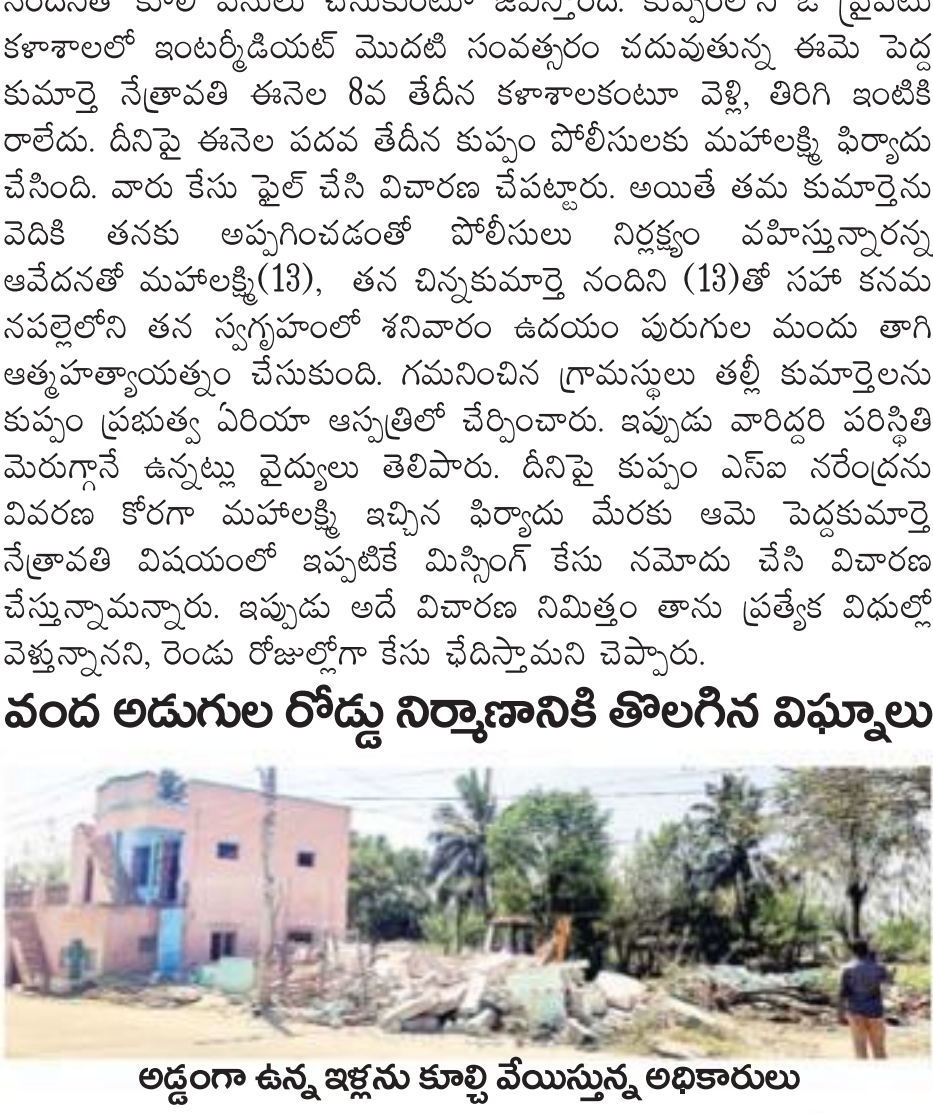 కూలి పనులు చేసుకుంటూ జీవిస్తోంది. కుప్పంలోని ఓ ప్రైవేటు
కళాశాలలో ఇంటర్మీడియట్ మొదటి సంవత్సరం చదువుతున్న ఈమె పెద్ద
కుమార్తె నేత్రావతి ఈనెల 8వ తేదీన కళాశాలకంటూ వెళ్లి, తిరిగి ఇంటికి
రాలేదు. దీనిపై ఈనెల పదవ తేదీన కుప్పం పోలీసులకు మహాలక్ష్మి ఫిర్యాదు
చేసింది. వారు కేసు ఫైల్ చేసి విచారణ చేపట్టారు. అయితే తమ కుమార్తెను
వెదికి తనకు అప్పగించడంతో పోలీసులు నిర్లక్ష్యం వహిస్తున్నారన్న
ఆవేదనతో మహాలక్ష్మి(13), తన చిన్నకుమార్తె నందిని (13)తో సహా కనమ
నపల్లెలోని తన స్వగృహంలో శనివారం ఉదయం పురుగుల మందు తాగి
ఆత్మహత్యాయత్నం చేసుకుంది. గమనించిన గ్రామస్థులు తల్లీ కుమార్తెలను
కుప్పం ప్రభుత్వ ఏరియా ఆస్పత్రిలో చేర్పించారు. ఇప్పుడు వారిద్దరి పరిస్థితి
మెరుగ్గానే ఉన్నట్లు వైద్యులు తెలిపారు. దీనిపై కుప్పం ఎస్ఐ నరేంద్రను
వివరణ కోరగా మహాలక్ష్మి ఇచ్చిన ఫిర్యాదు మేరకు ఆమె పెద్దకుమార్తె
నేత్రావతి విషయంలో ఇప్పటికే మిస్సింగ్ కేసు నమోదు చేసి విచారణ
చేస్తున్నామన్నారు. ఇప్పుడు అదే విచారణ నిమిత్తం తాను ప్రత్యేక విధుల్లో
వెళ్తున్నానని, రెండు రోజుల్లోగా కేసు ఛేదిస్తామని చెప్పారు.
వంద అడుగుల రోడ్డు నిర్మాణానికి తొలగిన విఘ్నాలు
అడ్డంగా ఉన్న ఇళ్లను కూల్చి వేయిస్తున్న అధికారులు